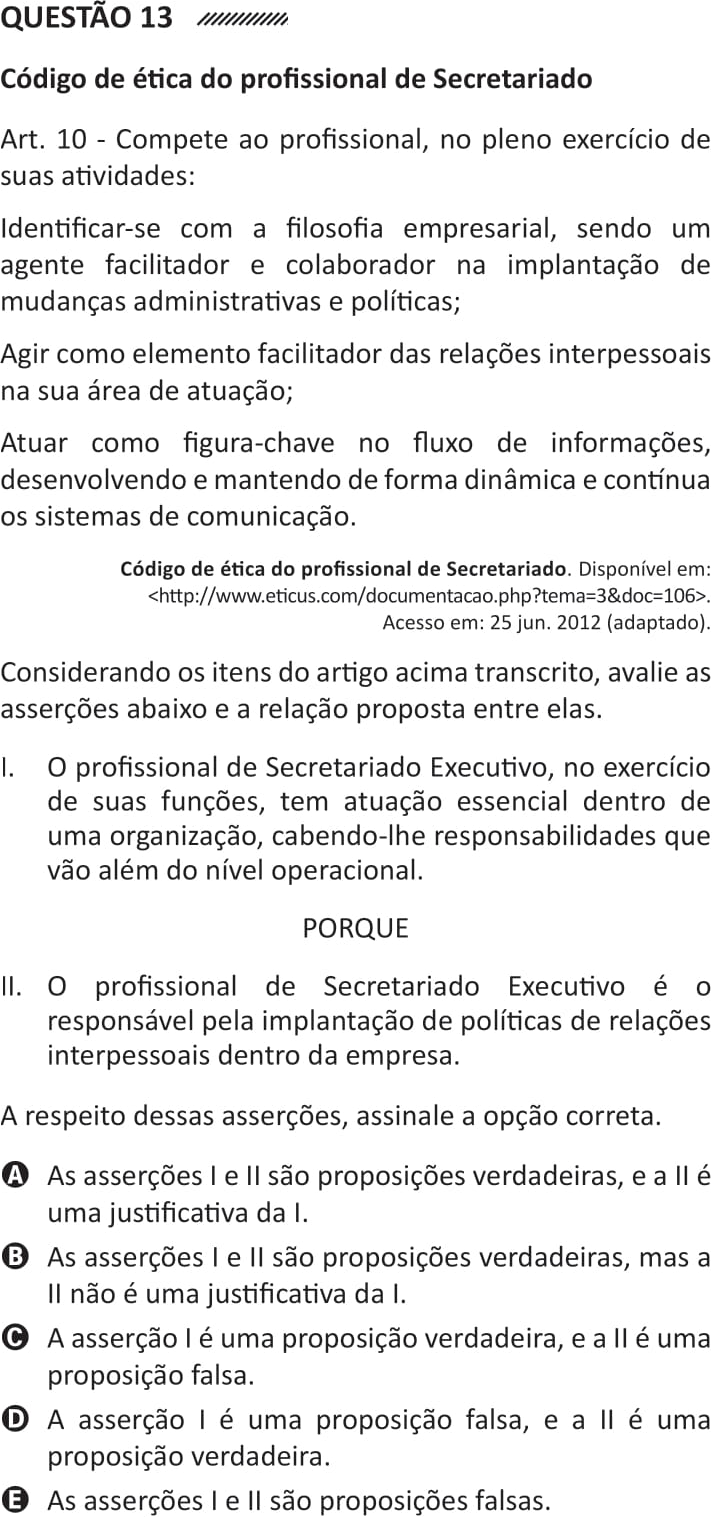 QUESTÃO 13
Código de ética do profissional de Secretariado
Art. 10 - Compete ao profissional, no pleno exercício de
suas atividades:
Identificar-se com a filosofia empresarial, sendo um
agente facilitador e colaborador na implantação de
mudanças administrativas e políticas;
Agir como elemento facilitador das relações interpessoais
na sua área de atuação;
Atuar como figura-chave no fluxo de informações,
desenvolvendo e mantendo de forma dinâmica e contínua
os sistemas de comunicação.
Código de ética do profissional de Secretariado. Disponível em:
<http://www.eticus.com/documentacao.php?tema=3&doc=106>.
Acesso em: 25 jun. 2012 (adaptado).
Considerando os itens do artigo acima transcrito, avalie as
asserções abaixo e a relação proposta entre elas.
I. O profissional de Secretariado Executivo, no exercício
de suas funções, tem atuação essencial dentro de
uma organização, cabendo-lhe responsabilidades que
vão além do nível operacional.
PORQUE
II. O profissional de Secretariado Executivo é o
responsável pela implantação de políticas de relações
interpessoais dentro da empresa.
A respeito dessas asserções, assinale a opção correta.
A As asserções I e II são proposições verdadeiras, e a II é
uma justificativa da I.
B As asserções I e II são proposições verdadeiras, mas a
II não é uma justificativa da I.
C A asserção I é uma proposição verdadeira, e a II é uma
proposição falsa.
D A asserção I é uma proposição falsa, e a II é uma
proposição verdadeira.
E As asserções I e II são proposições falsas.